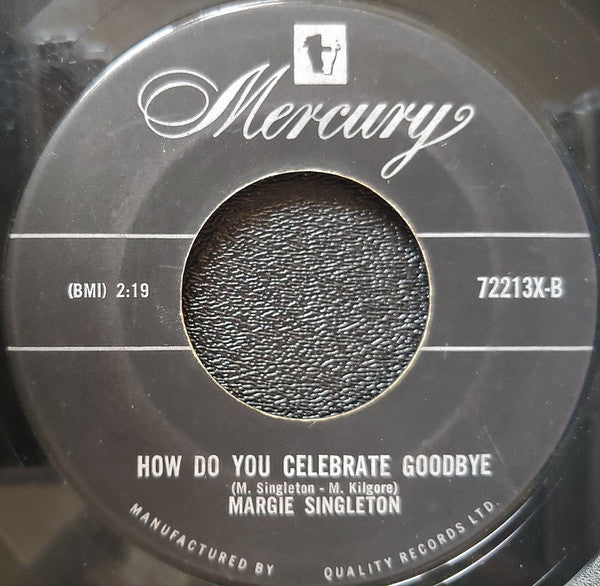 Mercury
(BMI) 2:19
72213X-B
HOW DO YOU CELEBRATE GOODBYE
(M. Singleton - M. Kilgore)
MARGIE SINGLETON
MANUFACTURED BY QUALITY RECORDS LTD.